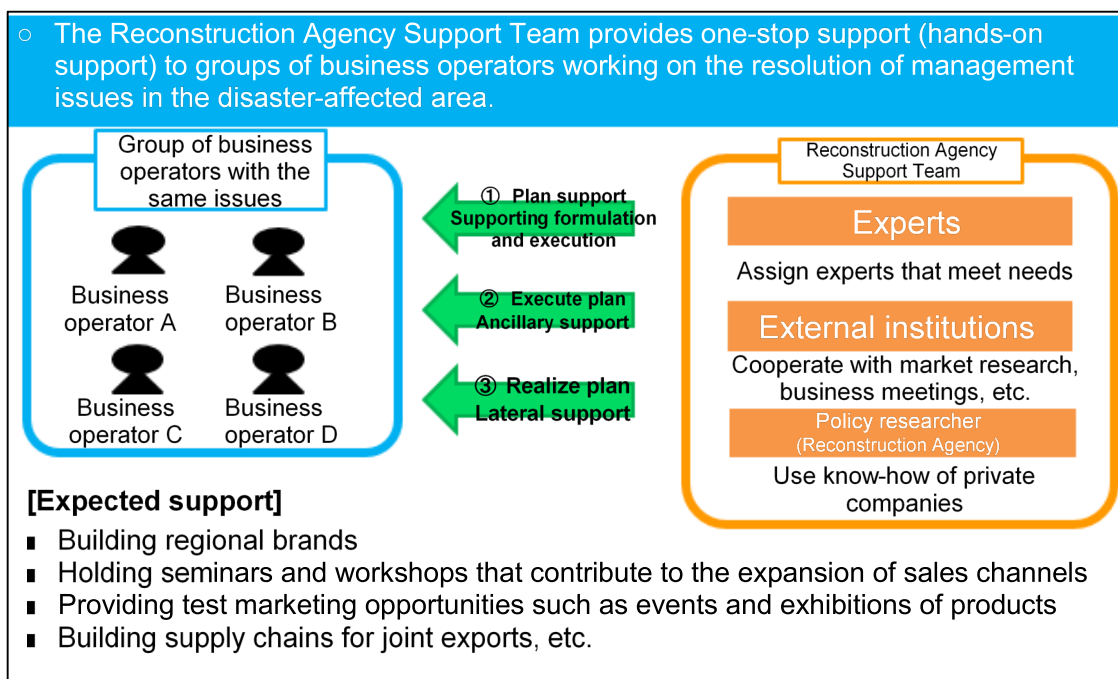 ○ The Reconstruction Agency Support Team provides one-stop support (hands-on
support) to groups of business operators working on the resolution of management
issues in the disaster-affected area.
Group of business
operators with the
same issues
Business
operator A
Business
operator B
Business
operator C
Business
operator D
① Plan support
Supporting formulation
and execution
② Execute plan
Ancillary support
③ Realize plan
Lateral support
Reconstruction Agency
Support Team
Experts
Assign experts that meet needs
External institutions
Cooperate with market research,
business meetings, etc.
Policy researcher
(Reconstruction Agency)
Use know-how of private
companies
[Expected support]
■ Building regional brands
■ Holding seminars and workshops that contribute to the expansion of sales channels
■ Providing test marketing opportunities such as events and exhibitions of products
■ Building supply chains for joint exports, etc.